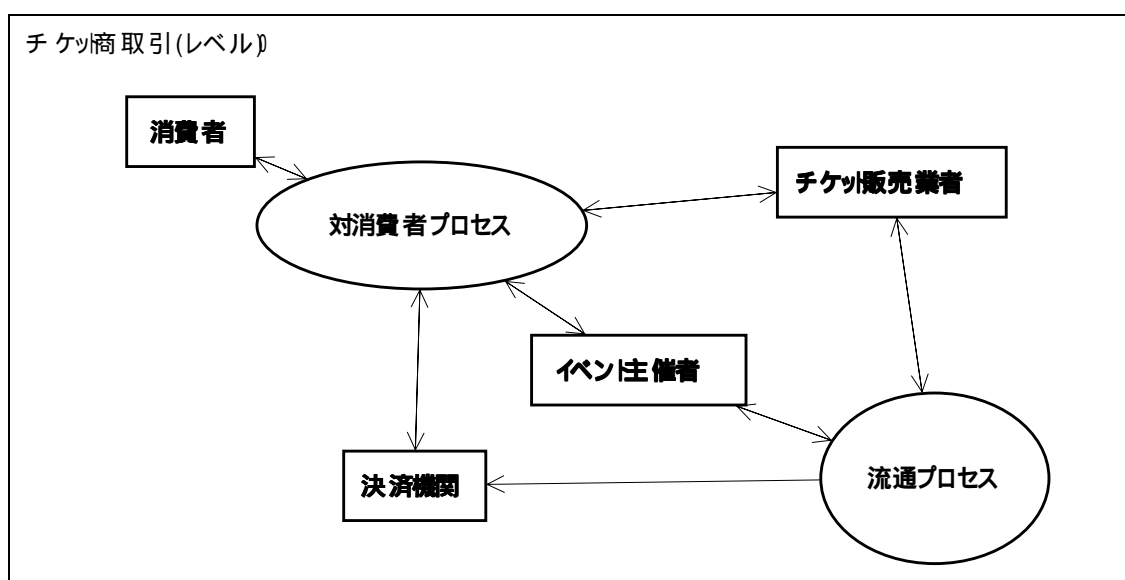 チケット商取引(レベル0)
消費者
チケット販売業者
対消費者プロセス
イベント主催者
決済機関
流通プロセス